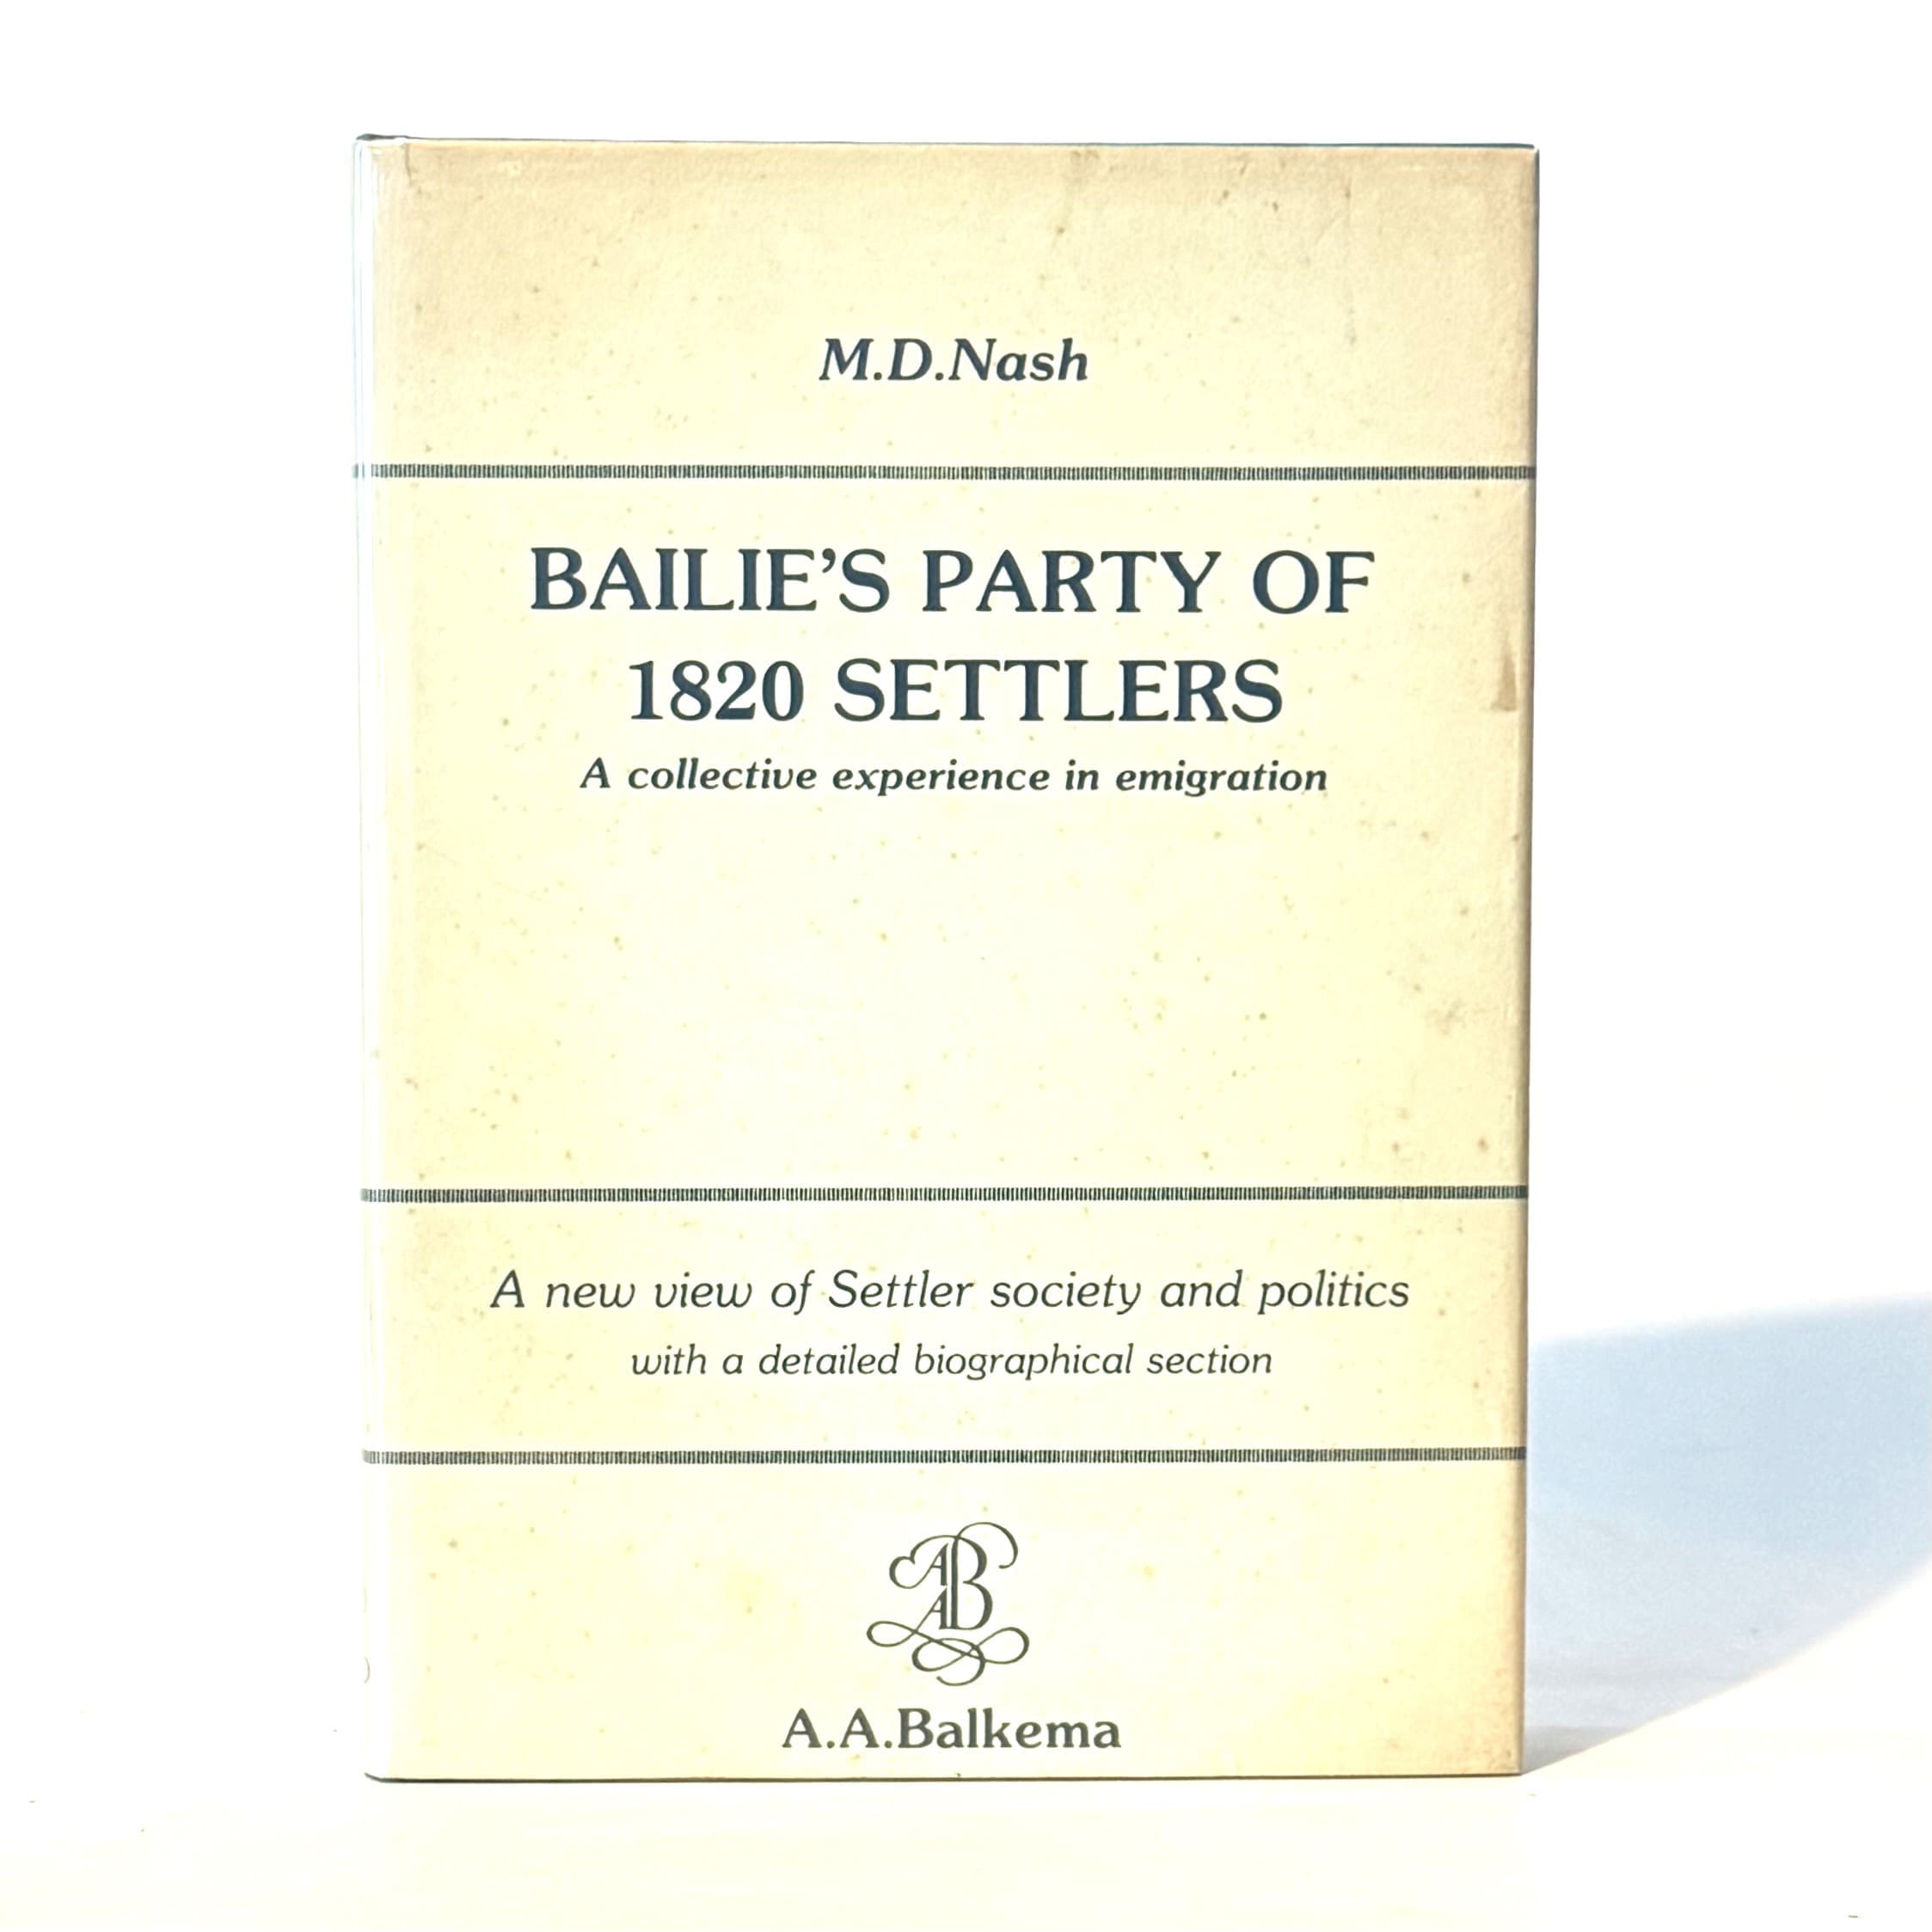 M.D.Nash
BAILIE'S PARTY OF
1820 SETTLERS
A collective experience in emigration
A new view of Settler society and politics
with a detailed biographical section
AAB
A.A.Balkema